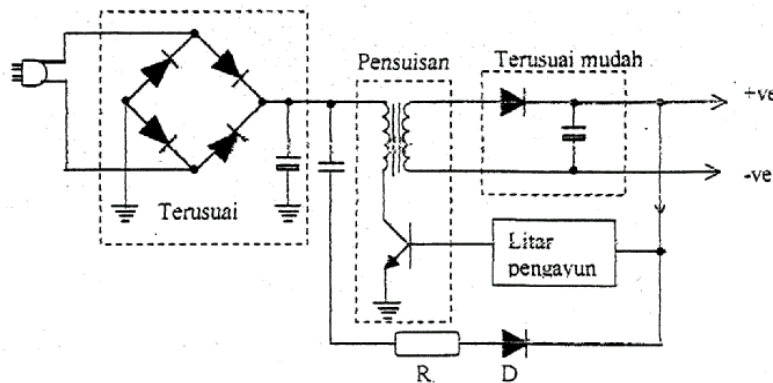 Pensuisan
Terusuai mudah
+ve
-ve
Terusuai
Litar
pengayun
R.
D